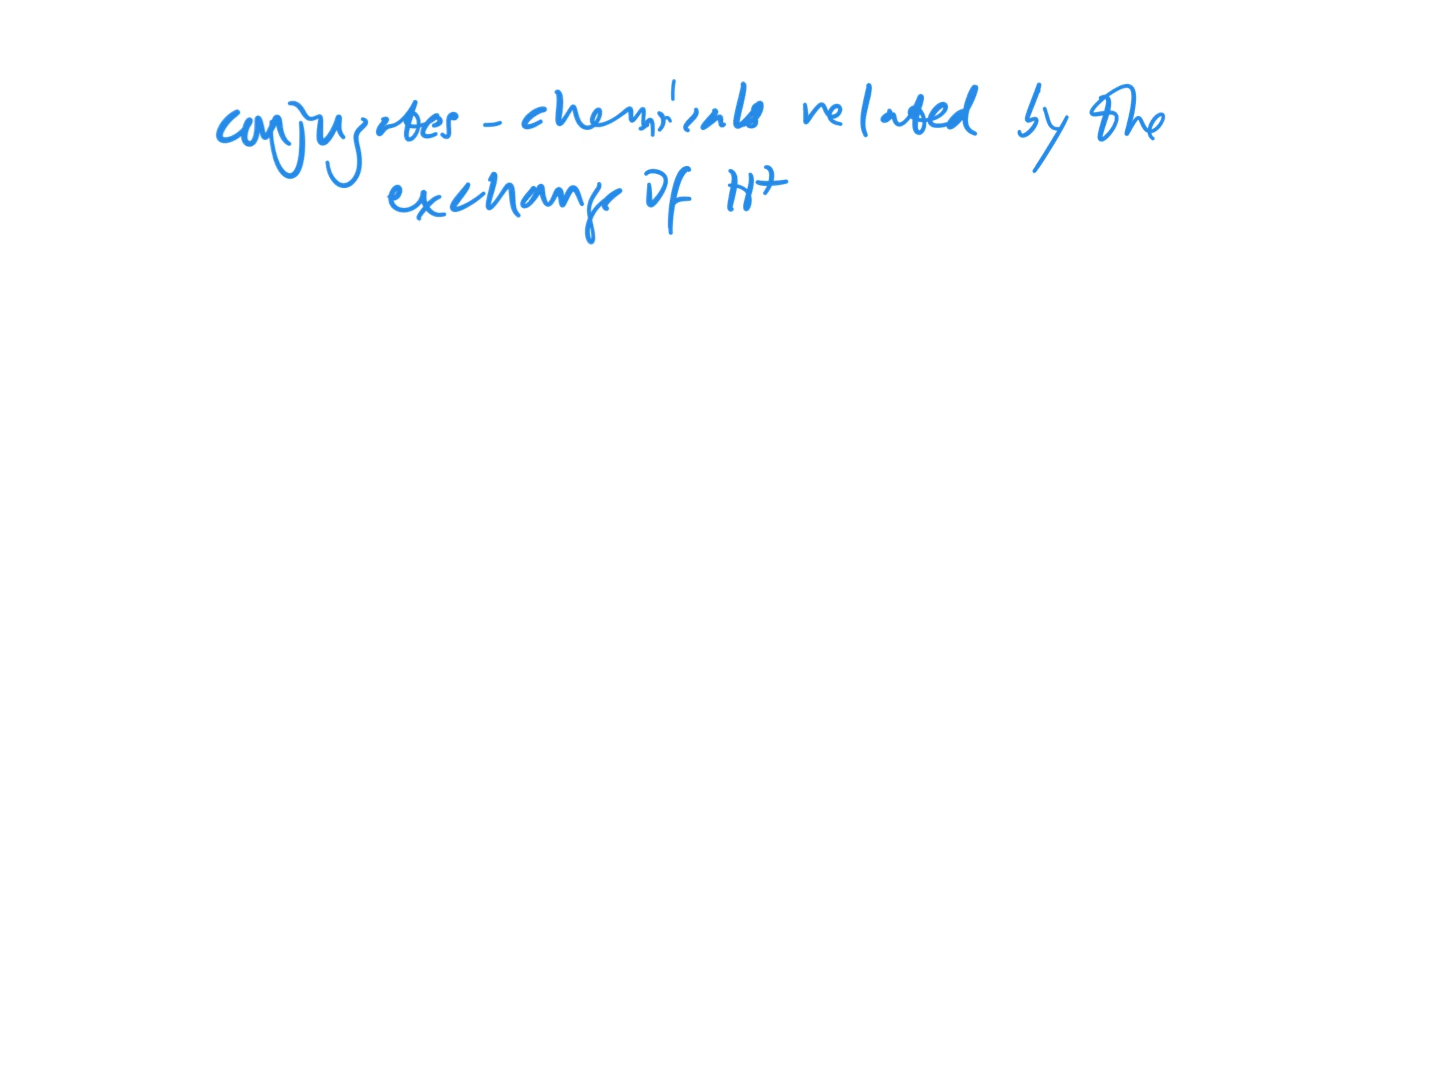 conjugates - chemicals related by the
exchange of H+